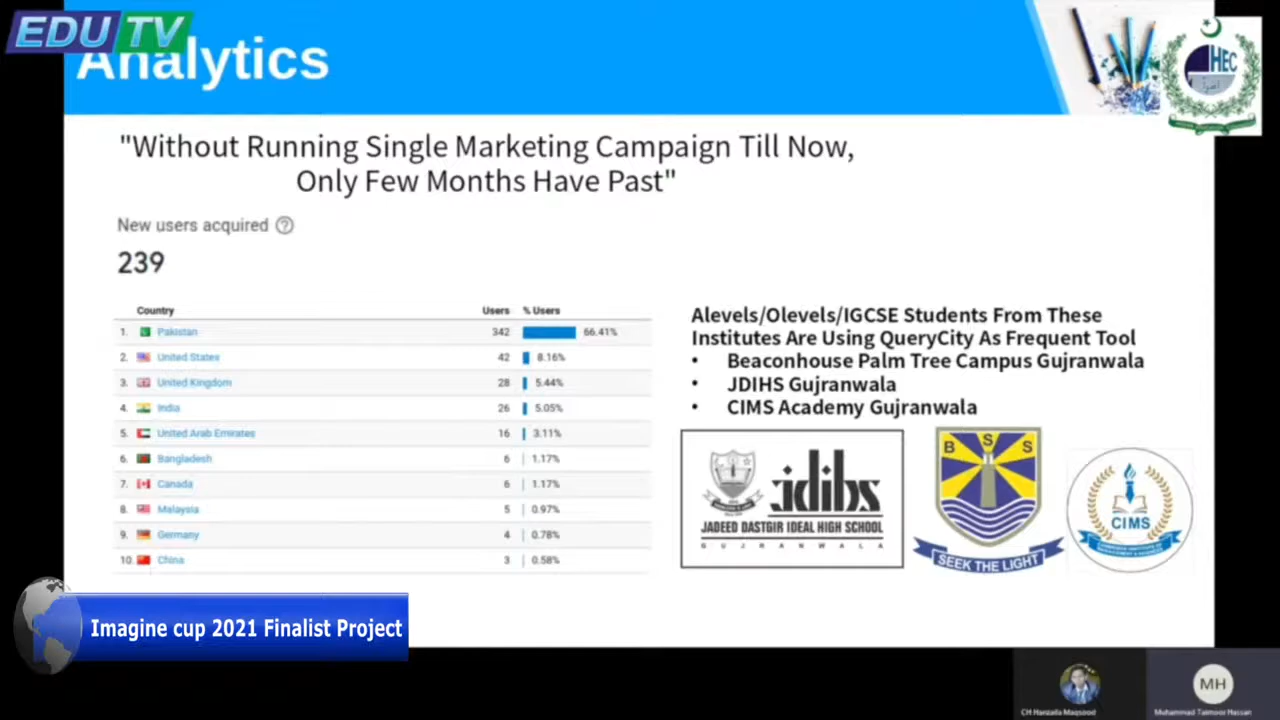 EDU TV
Analytics
HEC
"Without Running Single Marketing Campaign Till Now,
Only Few Months Have Past"
New users acquired ?
239
Country Users % Users
1. Pakistan 342 66.41%
2. United States 42 8.16%
3. United Kingdom 28 5.44%
4. India 26 5.05%
5. United Arab Emirates 16 3.11%
6. Bangladesh 6 1.17%
7. Canada 6 1.17%
8. Malaysia 5 0.97%
9. Germany 4 0.78%
10. China 3 0.58%
Alevels/Olevels/IGCSE Students From These
Institutes Are Using QueryCity As Frequent Tool
• Beaconhouse Palm Tree Campus Gujranwala
• JDIHS Gujranwala
• CIMS Academy Gujranwala
jdihs
JADEED DASTGIR IDEAL HIGH SCHOOL
GUJRANWALA
B S S
SEEK THE LIGHT
CIMS
Imagine cup 2021 Finalist Project
MH
CH Hanzalla Maqsood
Muhammad Taimoor Hassan